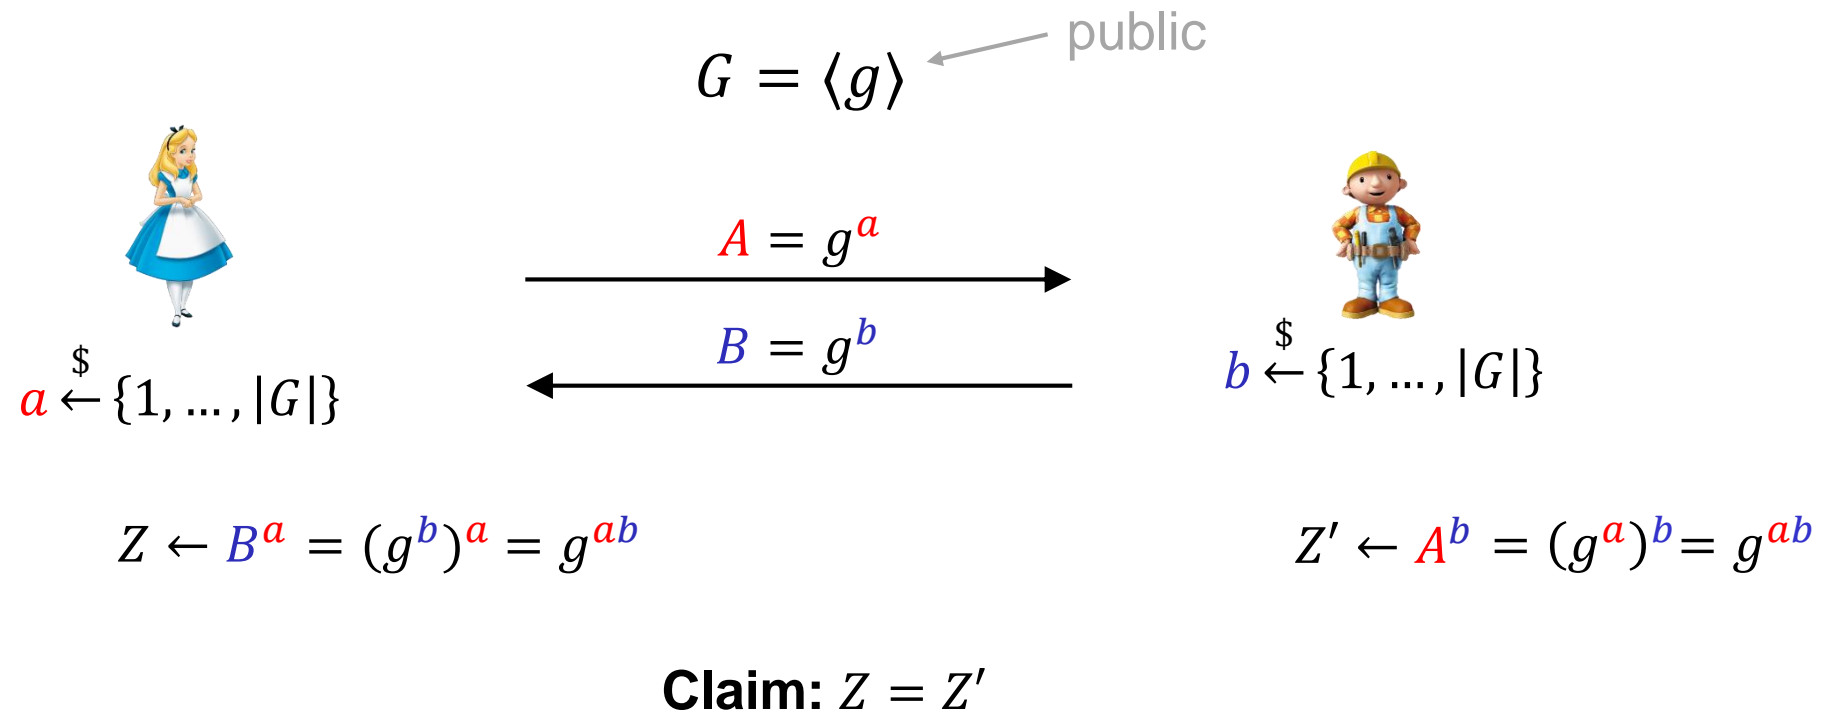 public
G = ⟨g⟩
A = g^a
B = g^b
a ←$ {1, ... , |G|}
b ←$ {1, ... , |G|}
Z ← B^a = (g^b)^a = g^ab
Z′ ← A^b = (g^a)^b = g^ab
Claim: Z = Z′